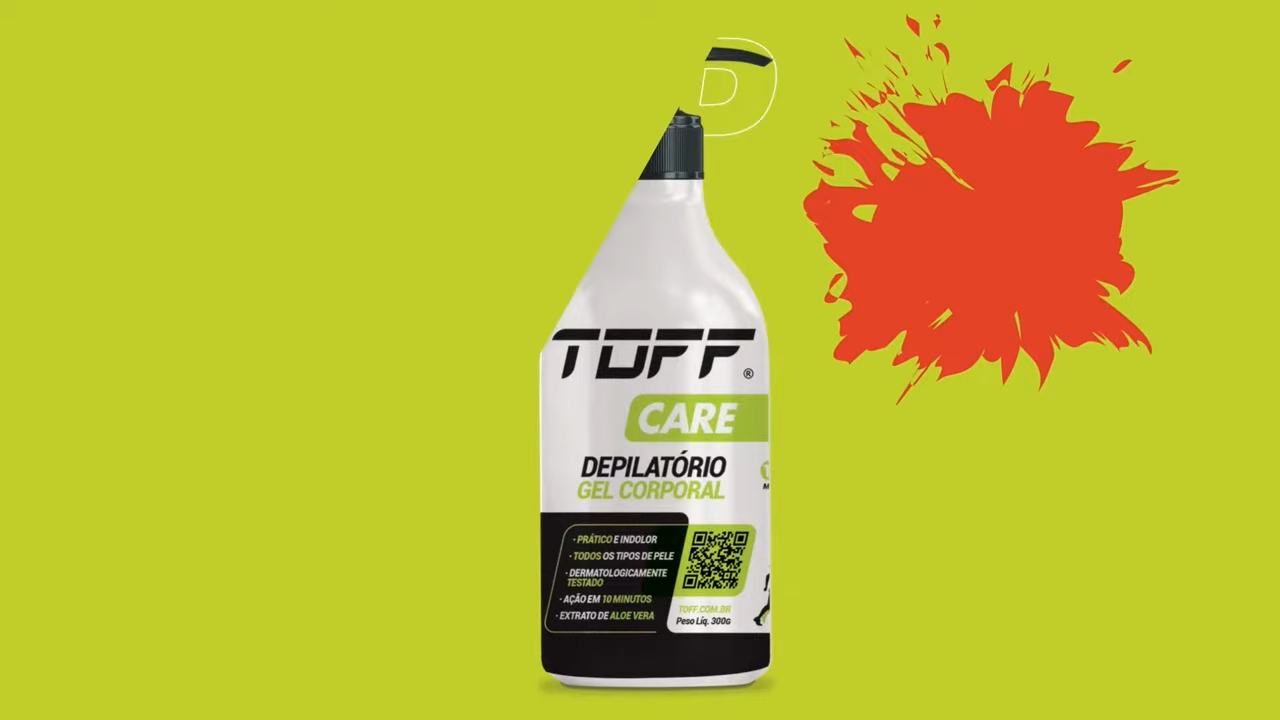 D
TOFF®
CARE
DEPILATÓRIO
GEL CORPORAL
· PRÁTICO E INDOLOR
· TODOS OS TIPOS DE PELE
· DERMATOLOGICAMENTE
TESTADO
· AÇÃO EM 10 MINUTOS
· EXTRATO DE ALOE VERA
TOFF.COM.BR
Peso Líq. 300G